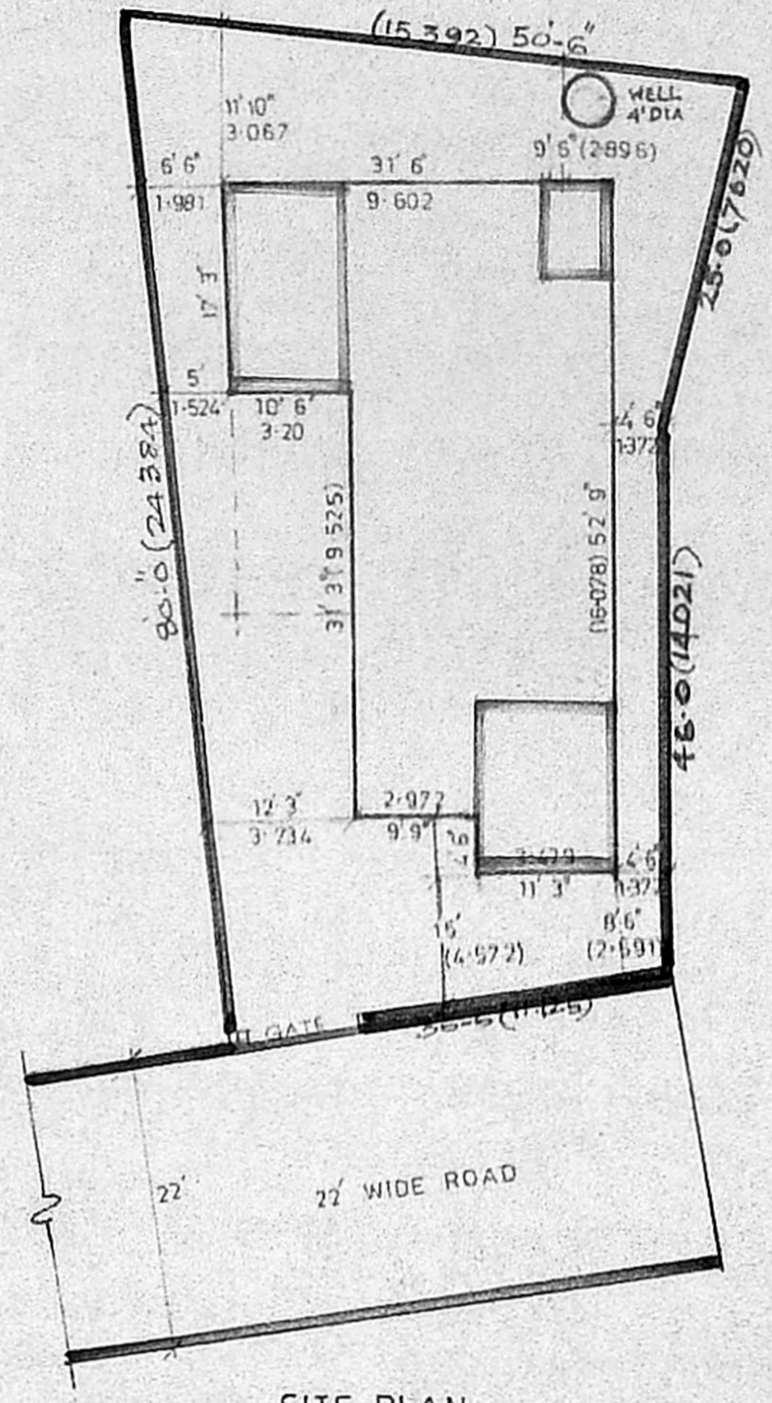 (15 392) 50'-6"
WELL
4' DIA
11' 10"
3·067
9' 6" (2·896)
6' 6"
1·981
31' 6"
9·602
25·0 (7620)
17' 3"
5'
1·524
10' 6"
3·20
4' 6"
1·372
80'·0" (24 384)
31' 3" (9 525)
(16·078) 52' 9"
46·0 (14021)
12' 3"
3·734
2·972
9' 9"
3·429
11' 3"
4' 6"
1·372
15'
(4·572)
8' 6"
(2·591)
GATE
22'
22' WIDE ROAD
SITE PLAN